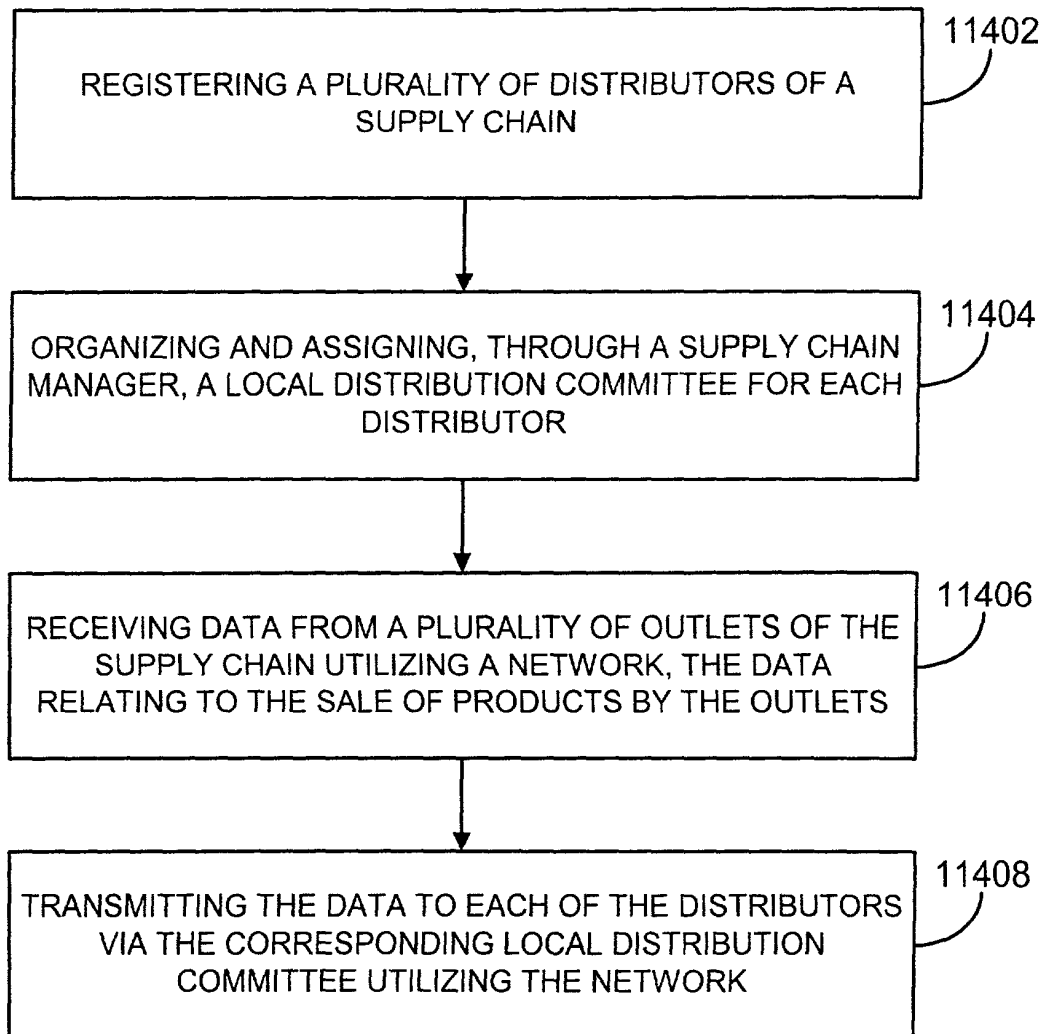 11402
REGISTERING A PLURALITY OF DISTRIBUTORS OF A
SUPPLY CHAIN
11404
ORGANIZING AND ASSIGNING, THROUGH A SUPPLY CHAIN
MANAGER, A LOCAL DISTRIBUTION COMMITTEE FOR EACH
DISTRIBUTOR
11406
RECEIVING DATA FROM A PLURALITY OF OUTLETS OF THE
SUPPLY CHAIN UTILIZING A NETWORK, THE DATA
RELATING TO THE SALE OF PRODUCTS BY THE OUTLETS
11408
TRANSMITTING THE DATA TO EACH OF THE DISTRIBUTORS
VIA THE CORRESPONDING LOCAL DISTRIBUTION
COMMITTEE UTILIZING THE NETWORK